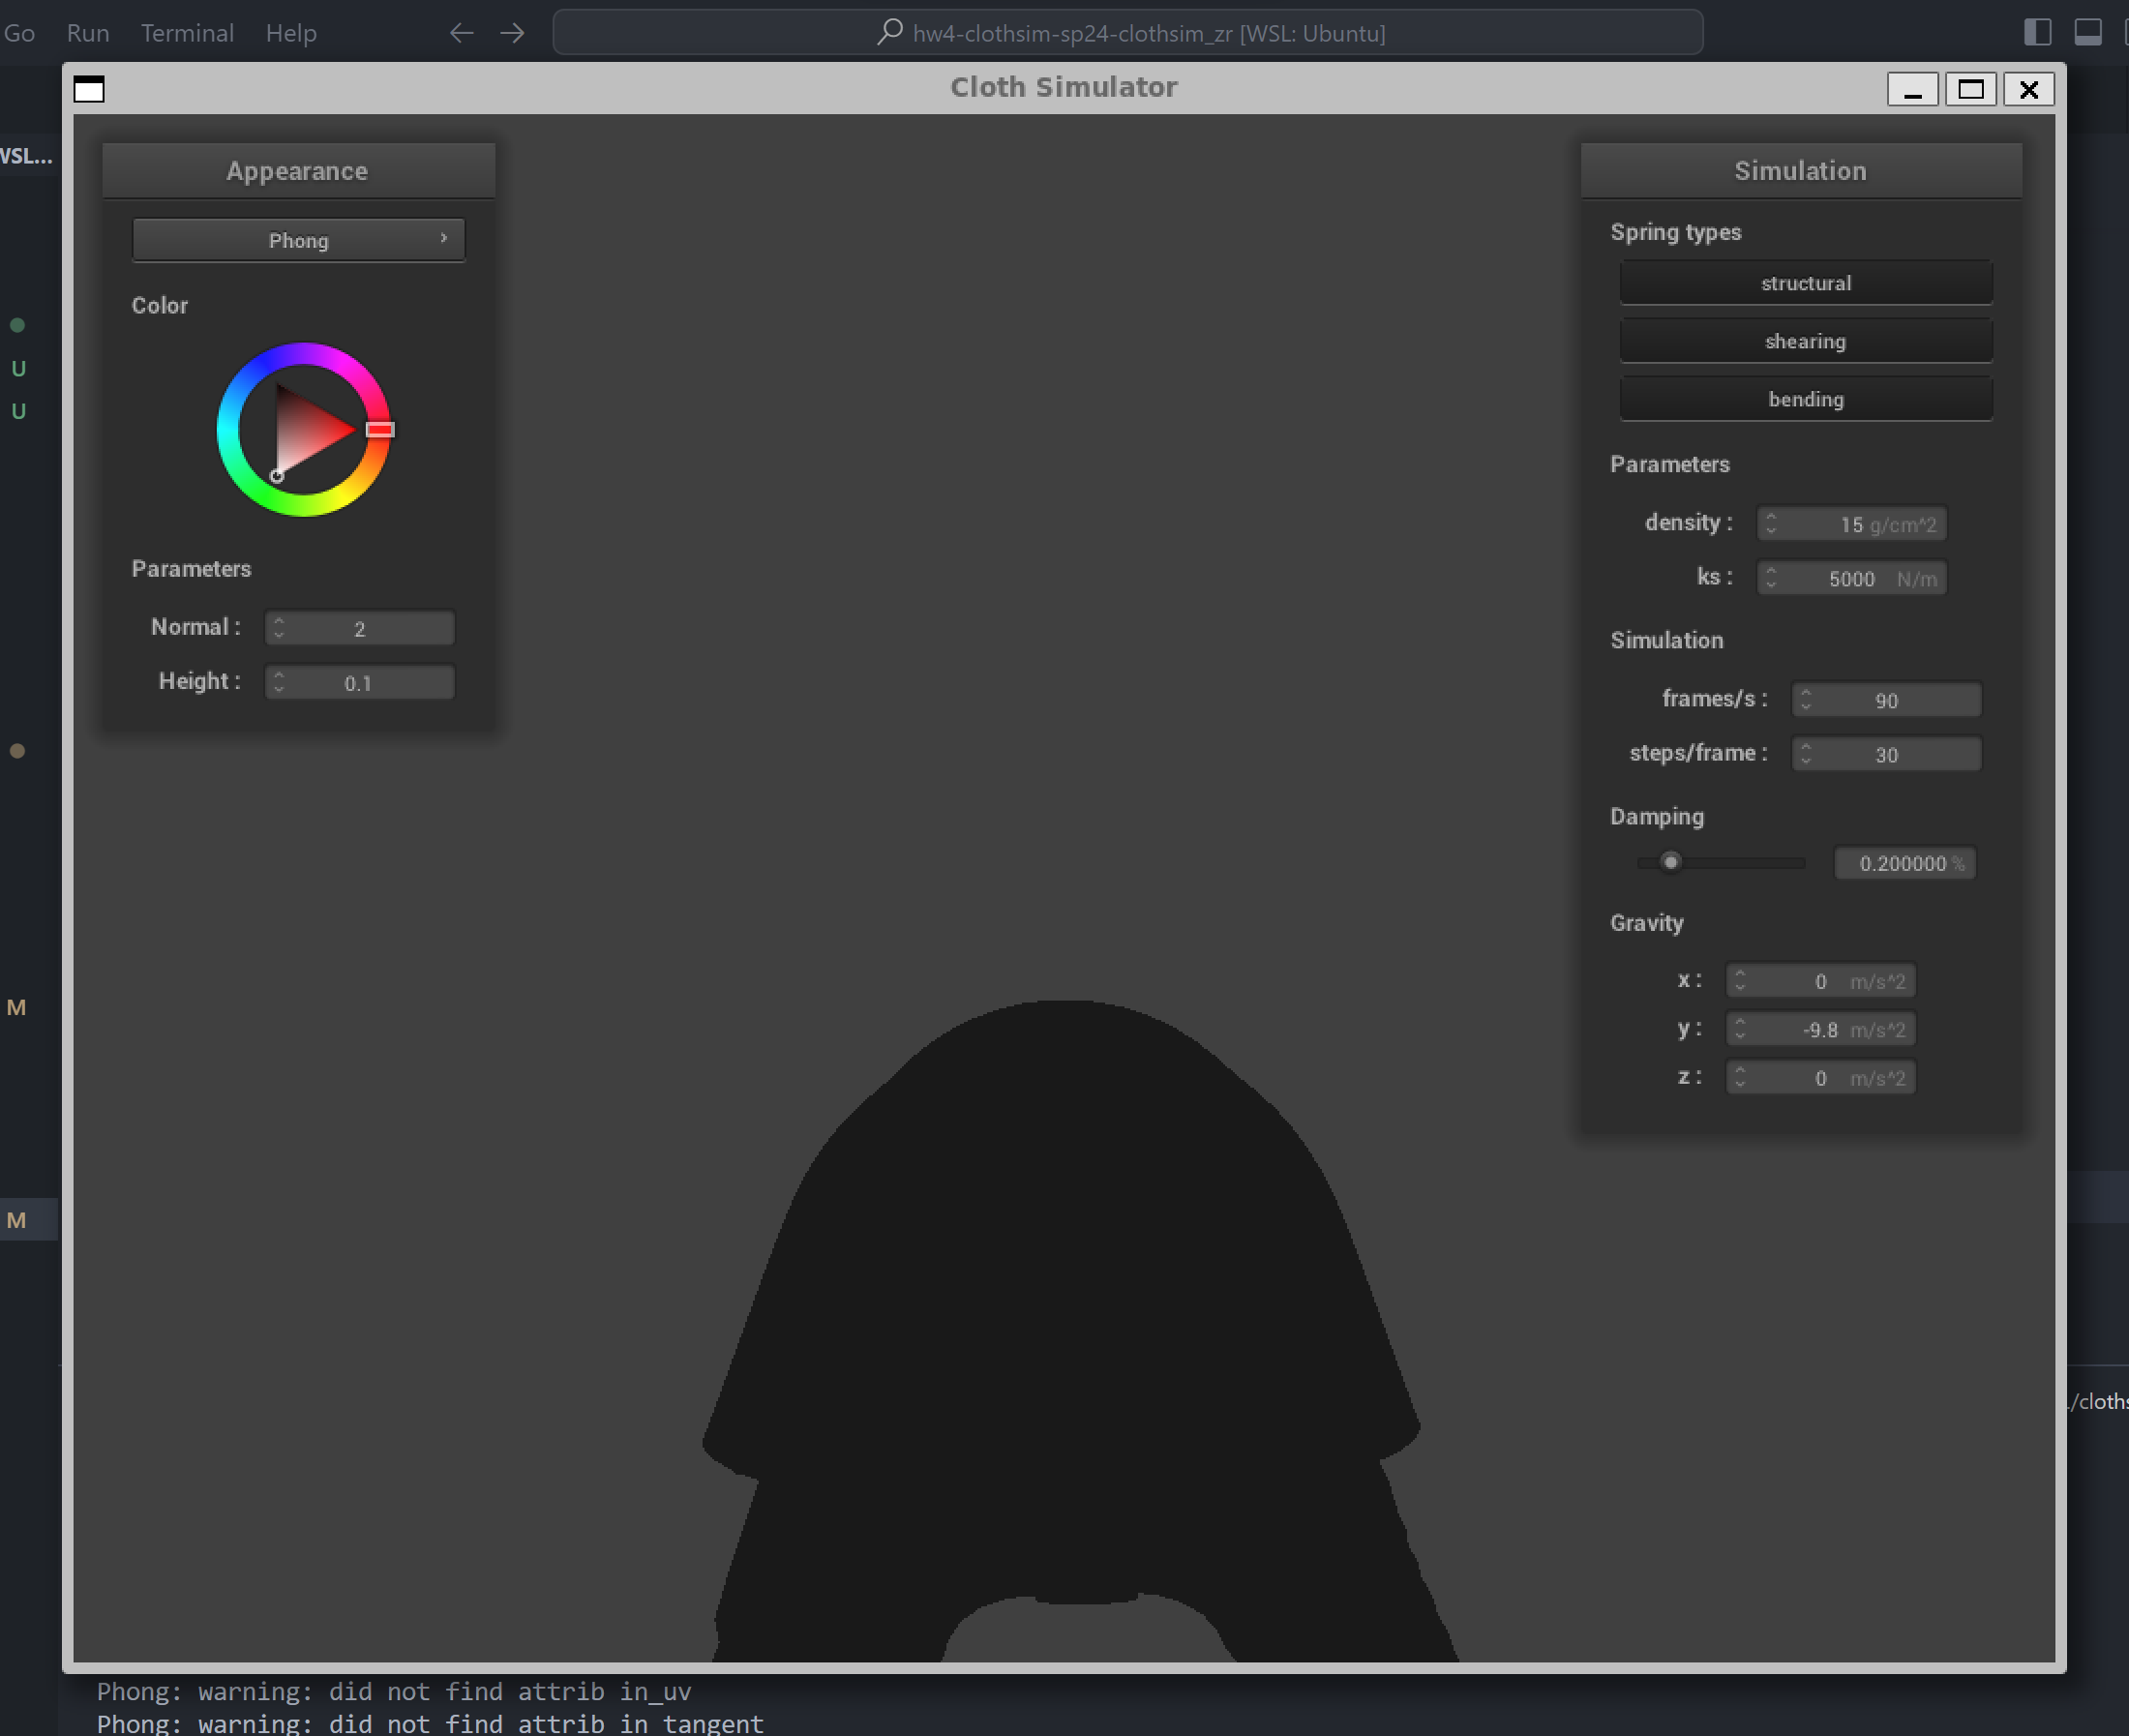 Go Run Terminal Help
hw4-clothsim-sp24-clothsim_zr [WSL: Ubuntu]
Cloth Simulator
WSL...
U
U
M
M
Appearance
Phong
Color
Parameters
Normal : 2
Height : 0.1
Simulation
Spring types
structural
shearing
bending
Parameters
density : 15 g/cm^2
ks : 5000 N/m
Simulation
frames/s : 90
steps/frame : 30
Damping
0.200000 %
Gravity
x : 0 m/s^2
y : -9.8 m/s^2
z : 0 m/s^2
./cloths
Phong: warning: did not find attrib in_uv
Phong: warning: did not find attrib in_tangent